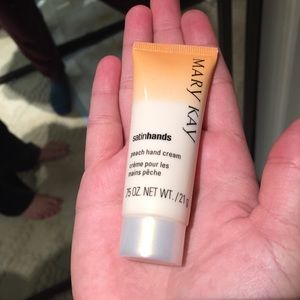 MARY KAY
satinhands
peach hand cream
crème pour les
mains pêche
.75 OZ. NET WT. / 21 g